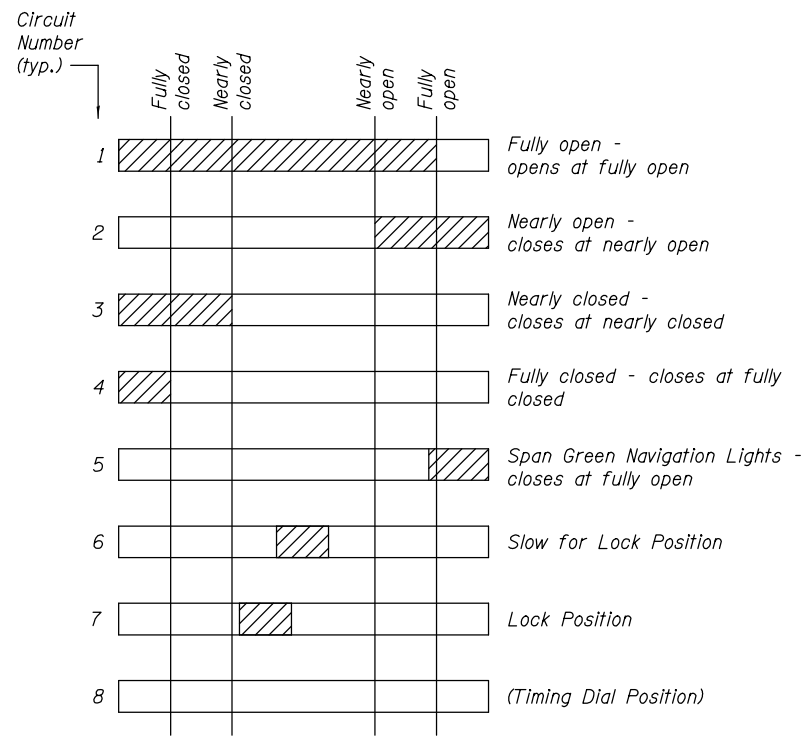 Circuit
Number
(typ.)
Fully
closed
Nearly
closed
Nearly
open
Fully
open
1
Fully open -
opens at fully open
2
Nearly open -
closes at nearly open
3
Nearly closed -
closes at nearly closed
4
Fully closed - closes at fully
closed
5
Span Green Navigation Lights -
closes at fully open
6
Slow for Lock Position
7
Lock Position
8
(Timing Dial Position)